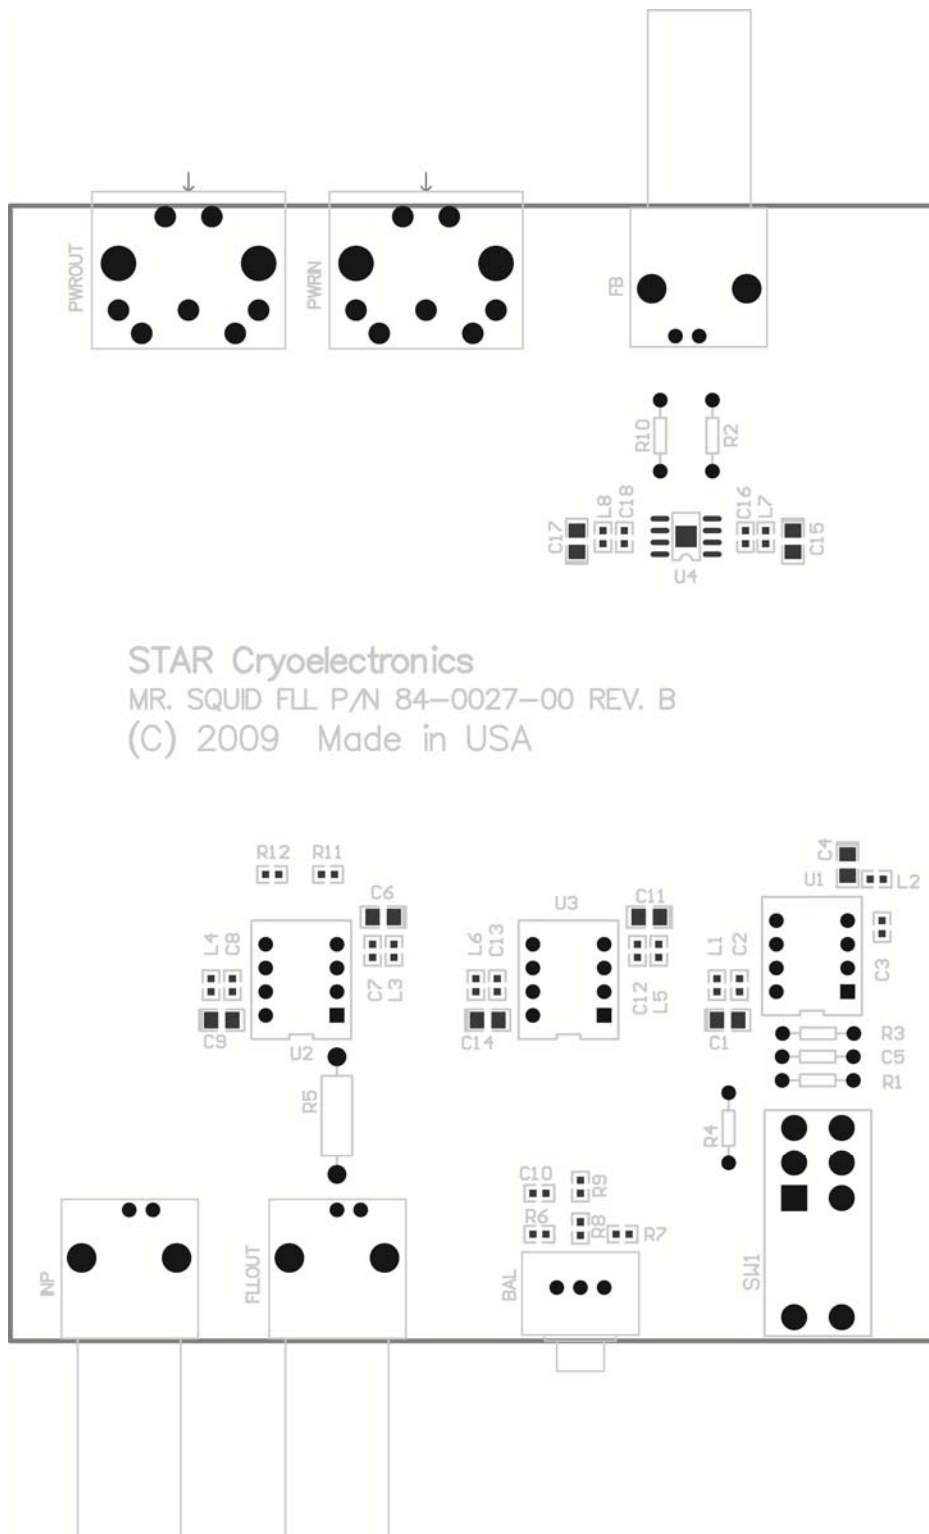 PWROUT
PWRIN
FB
R10
R2
C17
L8
C18
C16
L7
C15
U4
STAR Cryoelectronics
MR. SQUID FLL P/N 84-0027-00 REV. B
(C) 2009 Made in USA
R12
R11
C6
U3
C11
C4
U1
L2
L4
C8
C7
L3
L6
C13
C12
L5
L1
C2
C3
C9
U2
C14
C1
R3
C5
R1
R5
R4
C10
R9
R6
R8
R7
INP
FLLOUT
BAL
SW1